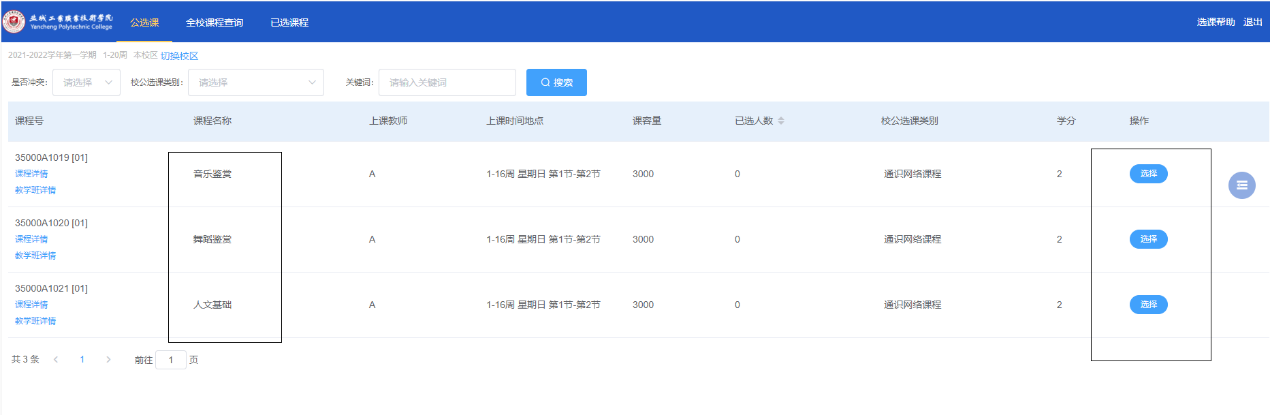 盐城工业职业技术学院 公选课 全校课程查询 已选课程 选课帮助 退出
Yancheng Polytechnic College
2021-2022学年第一学期 1-20周 本校区 切换校区
是否冲突: 请选择 校公选课类别: 请选择 关键词: 请输入关键词 搜索
课程号 课程名称 上课教师 上课时间地点 课容量 已选人数 校公选课类别 学分 操作
35000A1019 [01]
课程详情 音乐鉴赏 A 1-16周 星期日 第1节-第2节 3000 0 通识网络课程 2 选择
教学班详情
35000A1020 [01]
课程详情 舞蹈鉴赏 A 1-16周 星期日 第1节-第2节 3000 0 通识网络课程 2 选择
教学班详情
35000A1021 [01]
课程详情 人文基础 A 1-16周 星期日 第1节-第2节 3000 0 通识网络课程 2 选择
教学班详情
共 3 条 1 前往 1 页